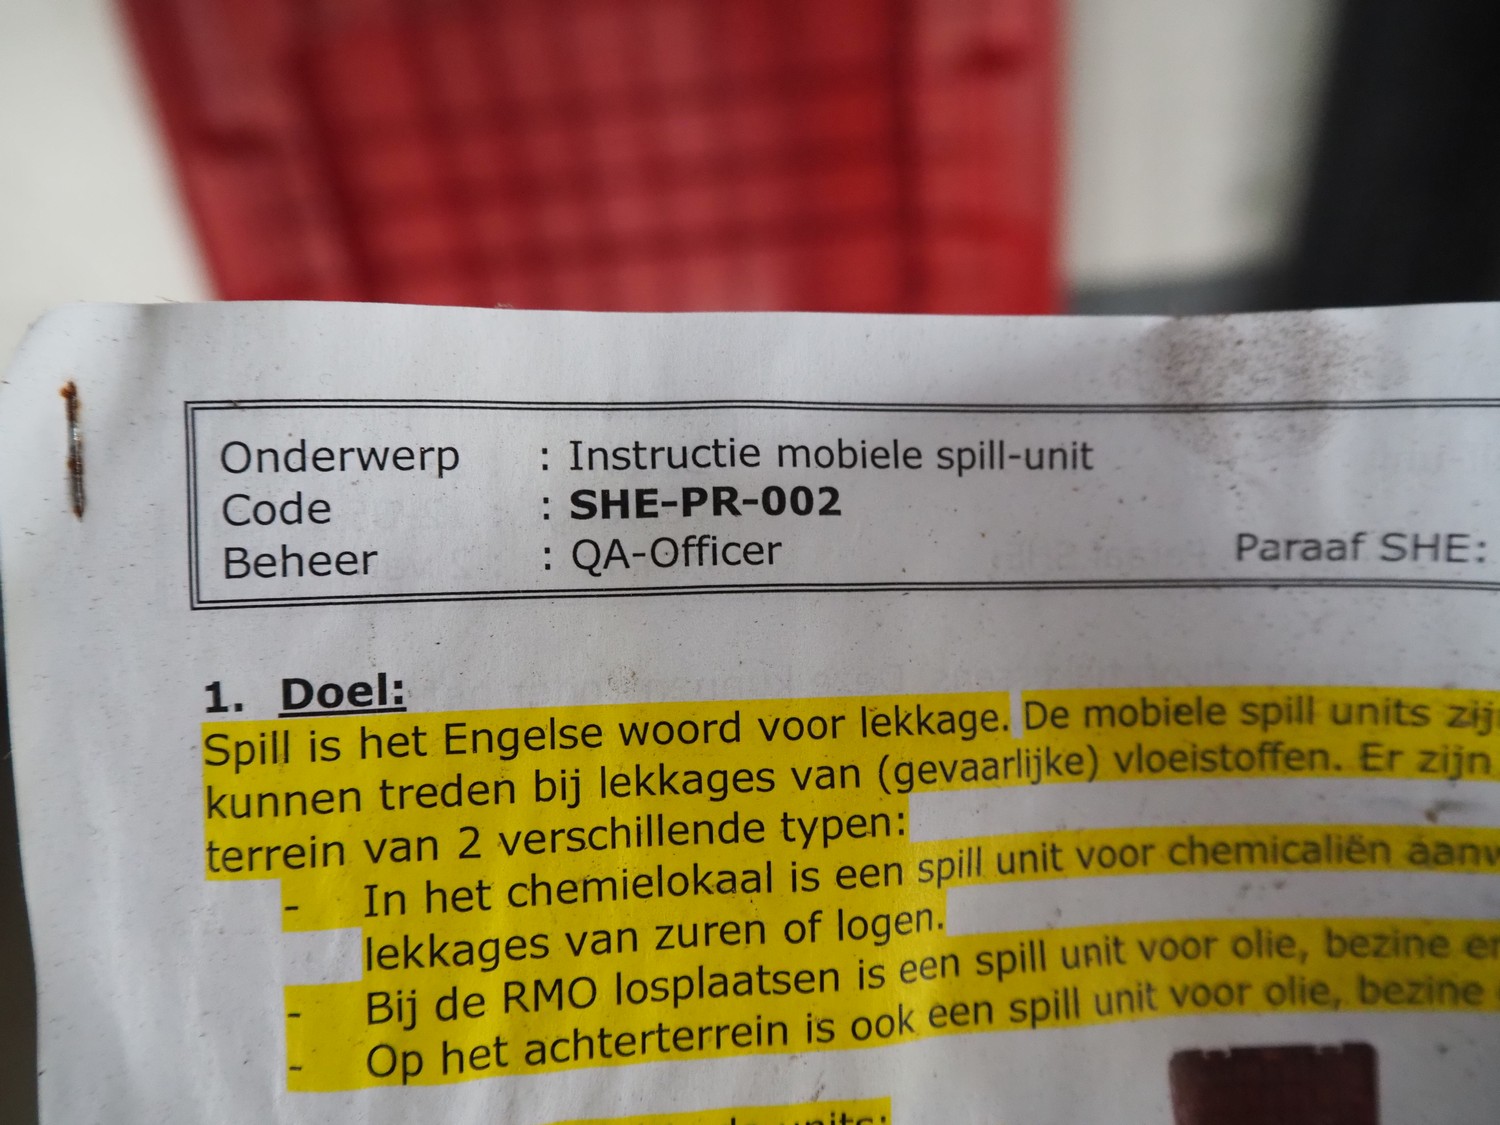 Onderwerp : Instructie mobiele spill-unit
Code : SHE-PR-002
Beheer : QA-Officer Paraaf SHE:
1. Doel:
Spill is het Engelse woord voor lekkage. De mobiele spill units
kunnen treden bij lekkages van (gevaarlijke) vloeistoffen. Er zijn
terrein van 2 verschillende typen:
- In het chemielokaal is een spill unit voor chemicaliën
lekkages van zuren of logen.
- Bij de RMO losplaatsen is een spill unit voor olie, bezine
- Op het achterterrein is ook een spill unit voor olie, bezine
units: